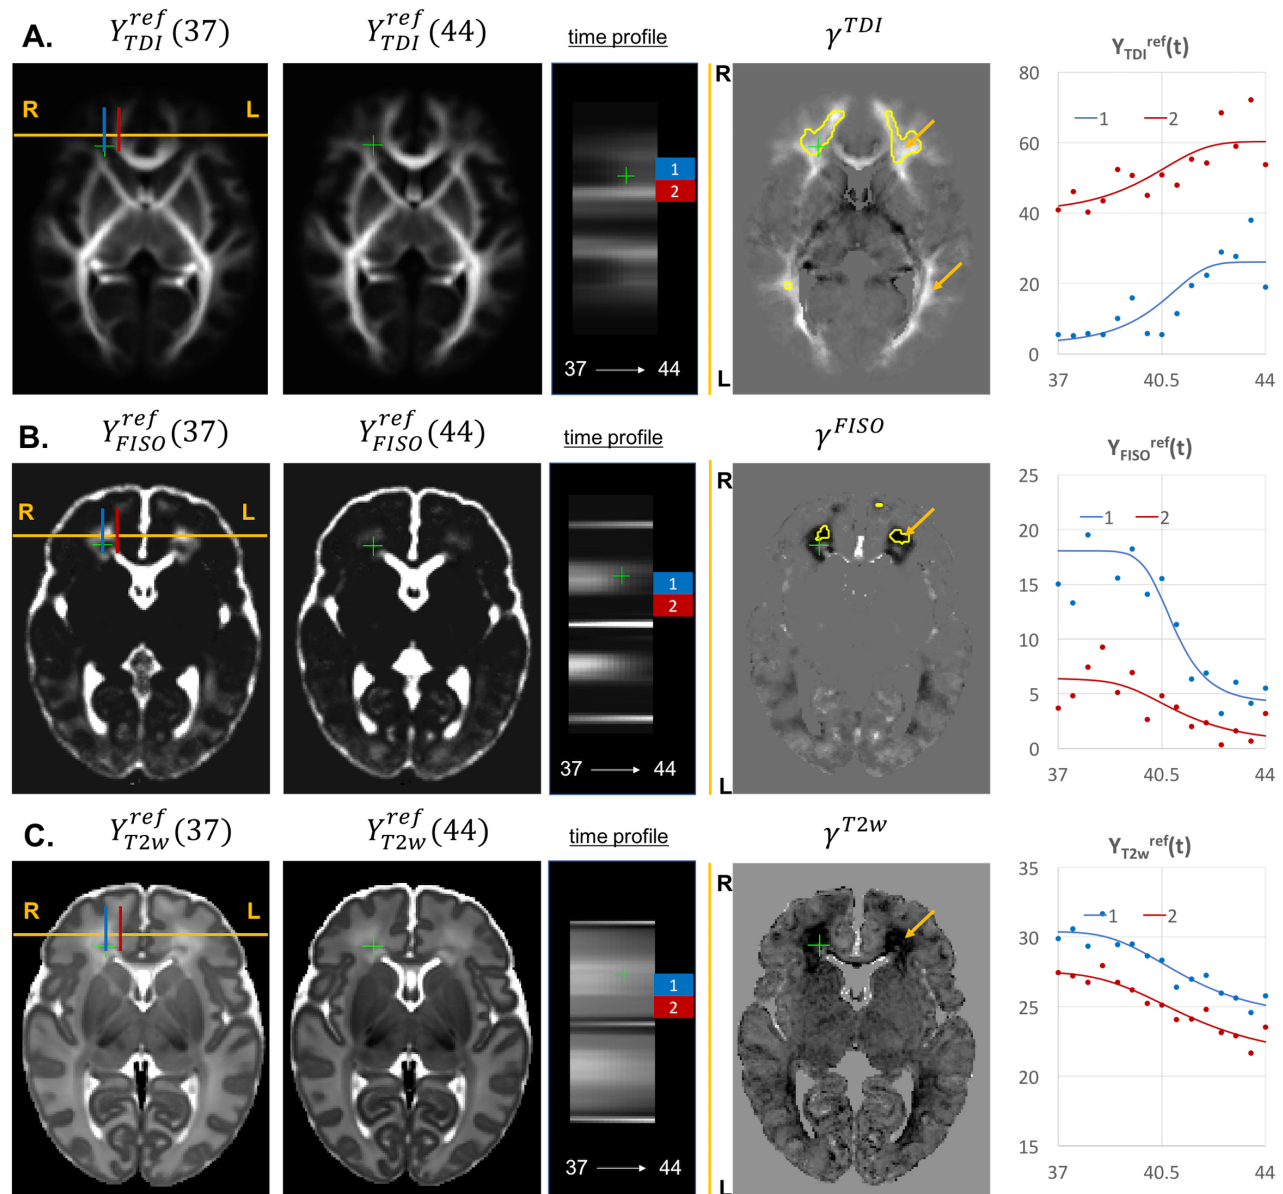 A. Y_TDI^ref(37) Y_TDI^ref(44) time profile γ^TDI Y_TDI^ref(t)
R L
1
2
37 → 44
R
L
80
60
40
20
0
1 2
37 40.5 44
B. Y_FISO^ref(37) Y_FISO^ref(44) time profile γ^FISO Y_FISO^ref(t)
R L
1
2
37 → 44
R
L
25
20
15
10
5
0
1 2
37 40.5 44
C. Y_T2w^ref(37) Y_T2w^ref(44) time profile γ^T2w Y_T2w^ref(t)
R L
1
2
37 → 44
R
L
35
30
25
20
15
1 2
37 40.5 44